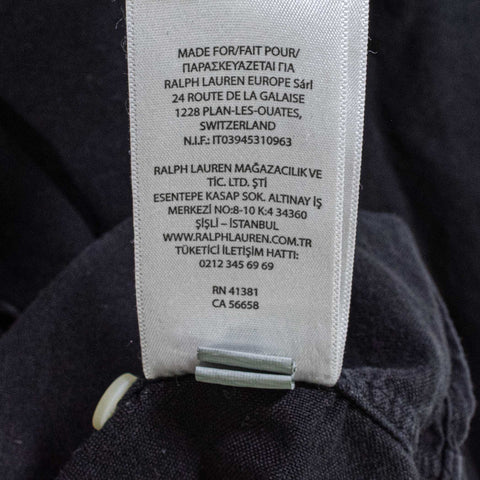 MADE FOR/FAIT POUR/
ΠΑΡΑΣΚΕΥΑΖΕΤΑΙ ΓΙΑ
RALPH LAUREN EUROPE Sárl
24 ROUTE DE LA GALAISE
1228 PLAN-LES-OUATES,
SWITZERLAND
N.I.F.: IT03945310963
RALPH LAUREN MAĞAZACILIK VE
TİC. LTD. ŞTİ
ESENTEPE KASAP SOK. ALTINAY İŞ
MERKEZİ NO:8-10 K:4 34360
ŞİŞLİ – İSTANBUL
WWW.RALPHLAUREN.COM.TR
TÜKETİCİ İLETİŞİM HATTI:
0212 345 69 69
RN 41381
CA 56658